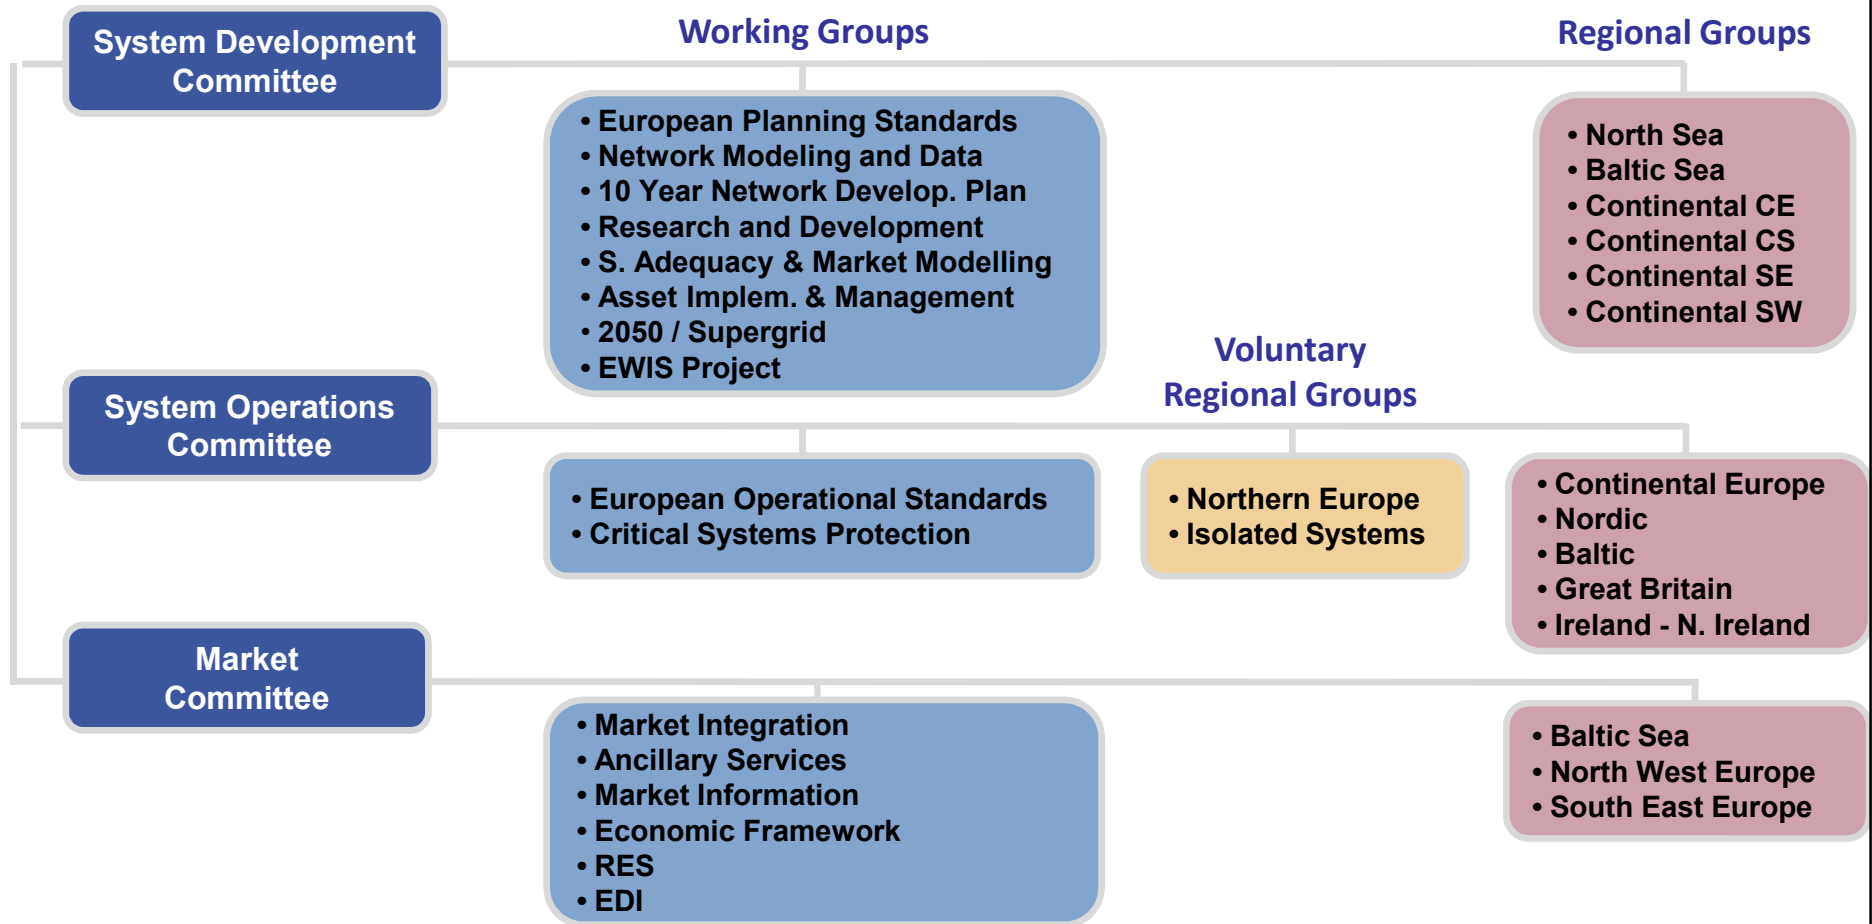 Working Groups
Regional Groups
System Development
Committee
• European Planning Standards
• Network Modeling and Data
• 10 Year Network Develop. Plan
• Research and Development
• S. Adequacy & Market Modelling
• Asset Implem. & Management
• 2050 / Supergrid
• EWIS Project
• North Sea
• Baltic Sea
• Continental CE
• Continental CS
• Continental SE
• Continental SW
Voluntary
Regional Groups
System Operations
Committee
• European Operational Standards
• Critical Systems Protection
• Northern Europe
• Isolated Systems
• Continental Europe
• Nordic
• Baltic
• Great Britain
• Ireland - N. Ireland
Market
Committee
• Market Integration
• Ancillary Services
• Market Information
• Economic Framework
• RES
• EDI
• Baltic Sea
• North West Europe
• South East Europe